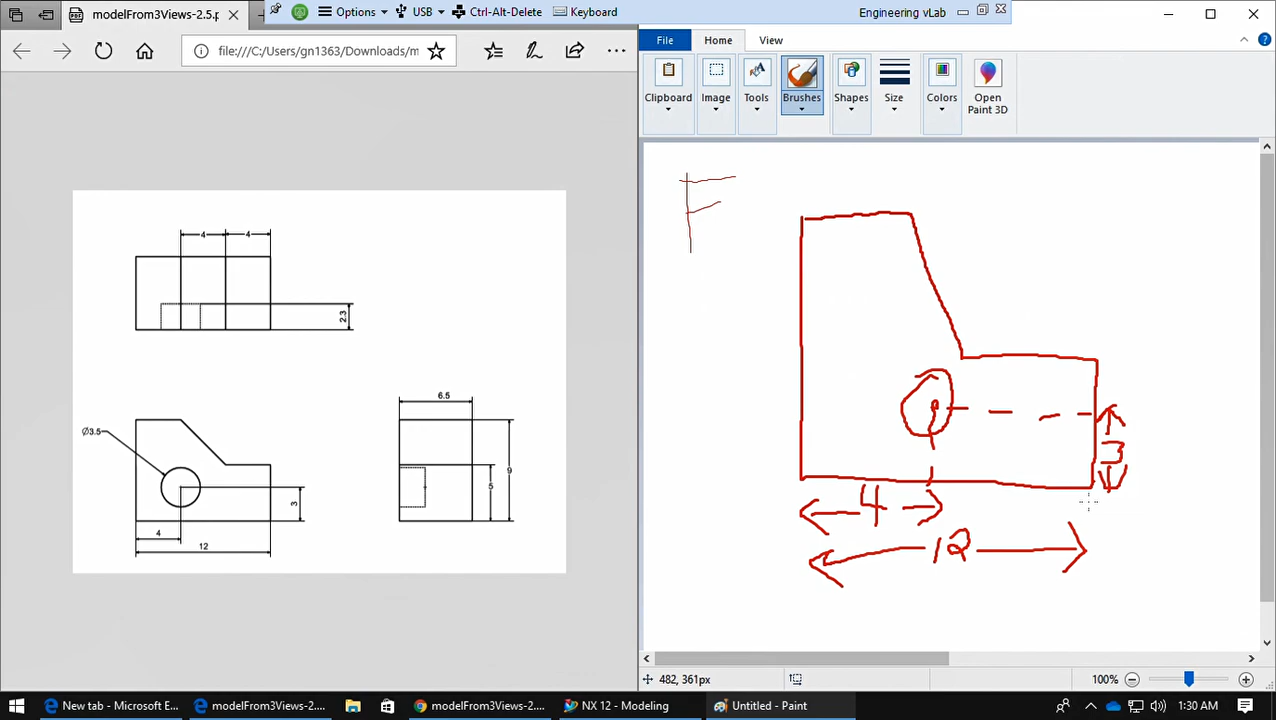 modelFrom3Views-2.5.p
Options
USB
Ctrl-Alt-Delete
Keyboard
Engineering vLab
file:///C:/Users/gn1363/Downloads/m
File
Home
View
Clipboard
Image
Tools
Brushes
Shapes
Size
Colors
Open
Paint 3D
4
4
2.3
6.5
Ø3.5
9
5
3
4
12
F
3
4
12
482, 361px
100%
New tab - Microsoft E...
modelFrom3Views-2....
modelFrom3Views-2....
NX 12 - Modeling
Untitled - Paint
1:30 AM